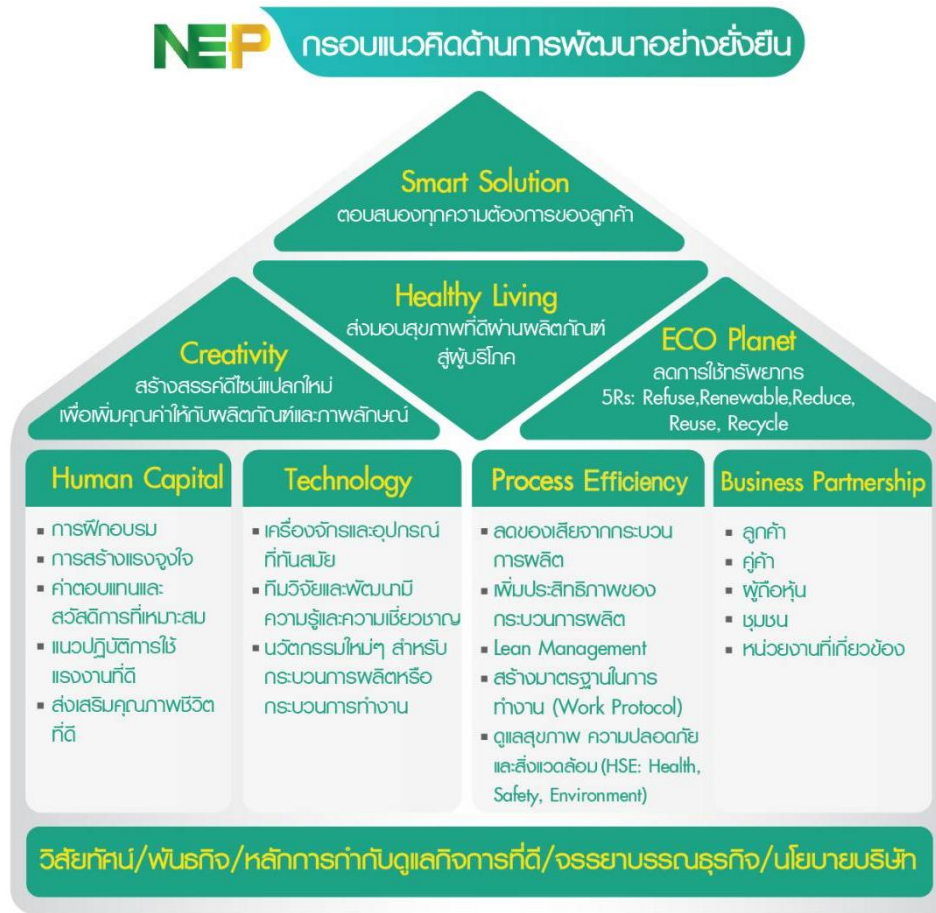 NEP กรอบแนวคิดด้านการพัฒนาอย่างยั่งยืน
Smart Solution
ตอบสนองทุกความต้องการของลูกค้า
Healthy Living
ส่งมอบสุขภาพที่ดีผ่านผลิตภัณฑ์
สู่ผู้บริโภค
Creativity
สร้างสรรค์ดีไซน์แปลกใหม่
เพื่อเพิ่มคุณค่าให้กับผลิตภัณฑ์และภาพลักษณ์
ECO Planet
ลดการใช้ทรัพยากร
5Rs: Refuse,Renewable,Reduce,
Reuse, Recycle
Human Capital
▪ การฝึกอบรม
▪ การสร้างแรงจูงใจ
▪ ค่าตอบแทนและ
สวัสดิการที่เหมาะสม
▪ แนวปฏิบัติการใช้
แรงงานที่ดี
▪ ส่งเสริมคุณภาพชีวิต
ที่ดี
Technology
▪ เครื่องจักรและอุปกรณ์
ที่ทันสมัย
▪ ทีมวิจัยและพัฒนามี
ความรู้และความเชี่ยวชาญ
▪ นวัตกรรมใหม่ๆ สำหรับ
กระบวนการผลิตหรือ
กระบวนการทำงาน
Process Efficiency
▪ ลดของเสียจากกระบวน
การผลิต
▪ เพิ่มประสิทธิภาพของ
กระบวนการผลิต
▪ Lean Management
▪ สร้างมาตรฐานในการ
ทำงาน (Work Protocol)
▪ ดูแลสุขภาพ ความปลอดภัย
และสิ่งแวดล้อม (HSE: Health,
Safety, Environment)
Business Partnership
▪ ลูกค้า
▪ คู่ค้า
▪ ผู้ถือหุ้น
▪ ชุมชน
▪ หน่วยงานที่เกี่ยวข้อง
วิสัยทัศน์/พันธกิจ/หลักการกำกับดูแลกิจการที่ดี/จรรยาบรรณธุรกิจ/นโยบายบริษัท